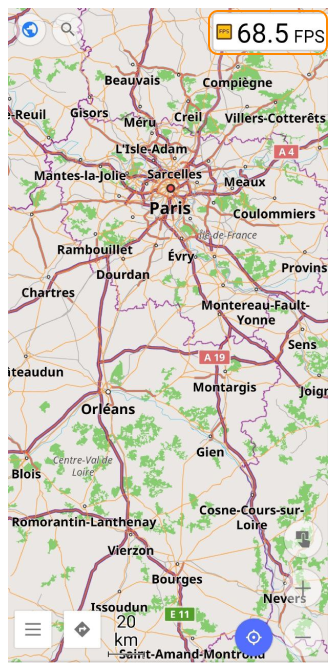 FPS 68.5 FPS
Beauvais
Compiègne
-Reuil
Gisors
Méru
Creil
Villers-Cotterêts
L'Isle-Adam
A 4
Mantes-la-Jolie
Sarcelles
Meaux
Paris
Coulommiers
Île-de-France
Rambouillet
Évry
Provins
Dourdan
Chartres
Montereau-Fault-
Yonne
Sens
A 19
âteaudun
Montargis
Joign
Orléans
Gien
Centre-Val de
Loire
Blois
Cosne-Cours-sur-
Loire
Romorantin-Lanthenay
Vierzon
Bourges
Nevers
Issoudun
E 11
20
km
Saint-Amand-Montrond